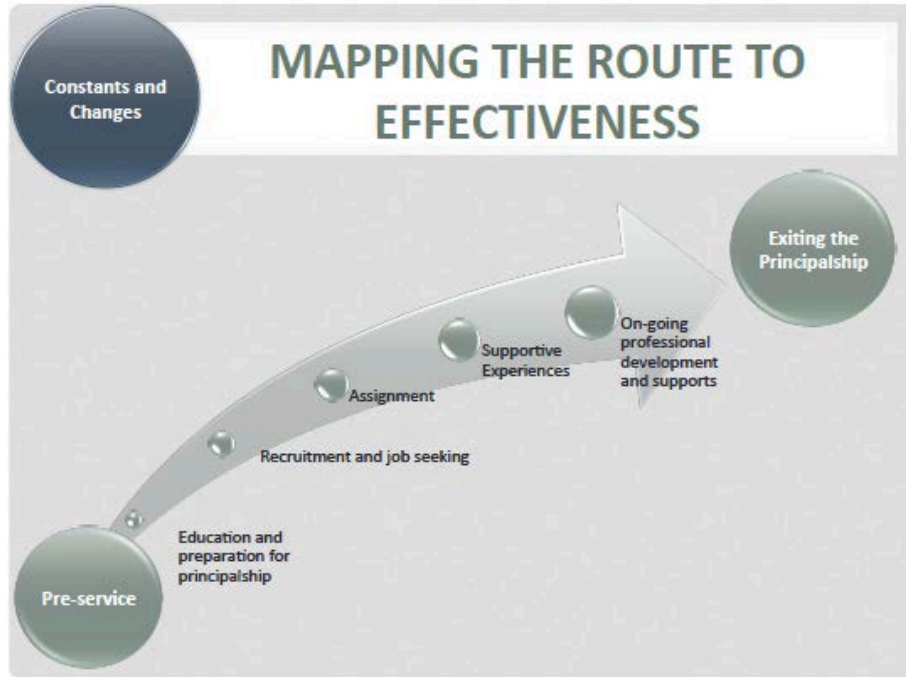 Constants and
Changes
MAPPING THE ROUTE TO
EFFECTIVENESS
Exiting the
Principalship
On-going
professional
development
and supports
Supportive
Experiences
Assignment
Recruitment and job seeking
Education and
preparation for
principalship
Pre-service